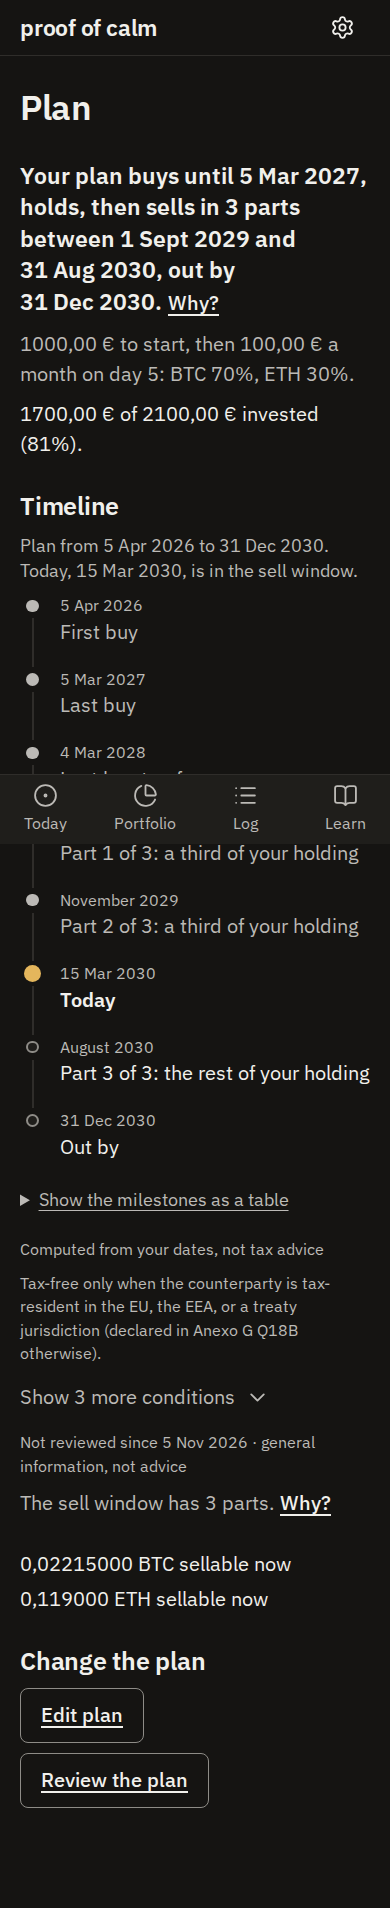 proof of calm
Plan
Your plan buys until 5 Mar 2027,
holds, then sells in 3 parts
between 1 Sept 2029 and
31 Aug 2030, out by
31 Dec 2030. Why?
1000,00 € to start, then 100,00 € a
month on day 5: BTC 70%, ETH 30%.
1700,00 € of 2100,00 € invested
(81%).
Timeline
Plan from 5 Apr 2026 to 31 Dec 2030.
Today, 15 Mar 2030, is in the sell window.
5 Apr 2026
First buy
5 Mar 2027
Last buy
4 Mar 2028
Today
Portfolio
Log
Learn
Part 1 of 3: a third of your holding
November 2029
Part 2 of 3: a third of your holding
15 Mar 2030
Today
August 2030
Part 3 of 3: the rest of your holding
31 Dec 2030
Out by
Show the milestones as a table
Computed from your dates, not tax advice
Tax-free only when the counterparty is tax-
resident in the EU, the EEA, or a treaty
jurisdiction (declared in Anexo G Q18B
otherwise).
Show 3 more conditions
Not reviewed since 5 Nov 2026 · general
information, not advice
The sell window has 3 parts. Why?
0,02215000 BTC sellable now
0,119000 ETH sellable now
Change the plan
Edit plan
Review the plan